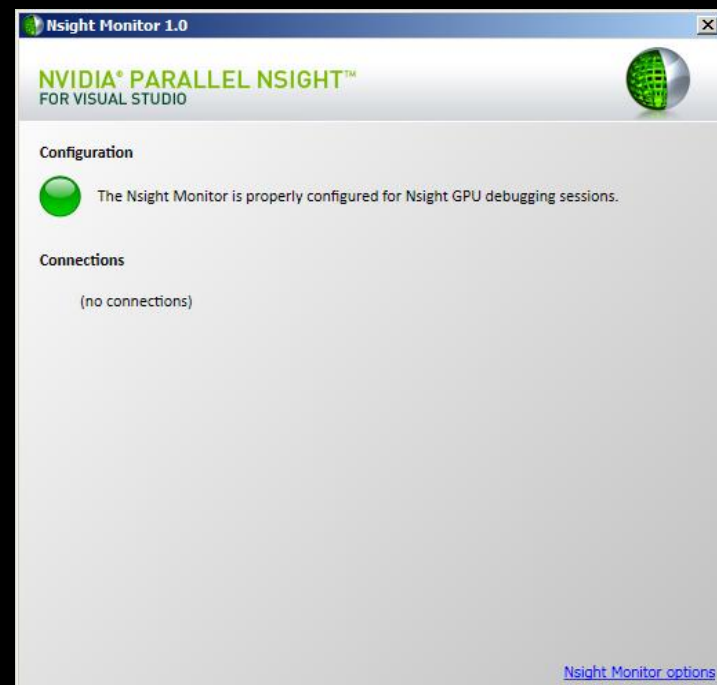 Nsight Monitor 1.0
NVIDIA® PARALLEL NSIGHT™
FOR VISUAL STUDIO
Configuration
The Nsight Monitor is properly configured for Nsight GPU debugging sessions.
Connections
(no connections)
Nsight Monitor options